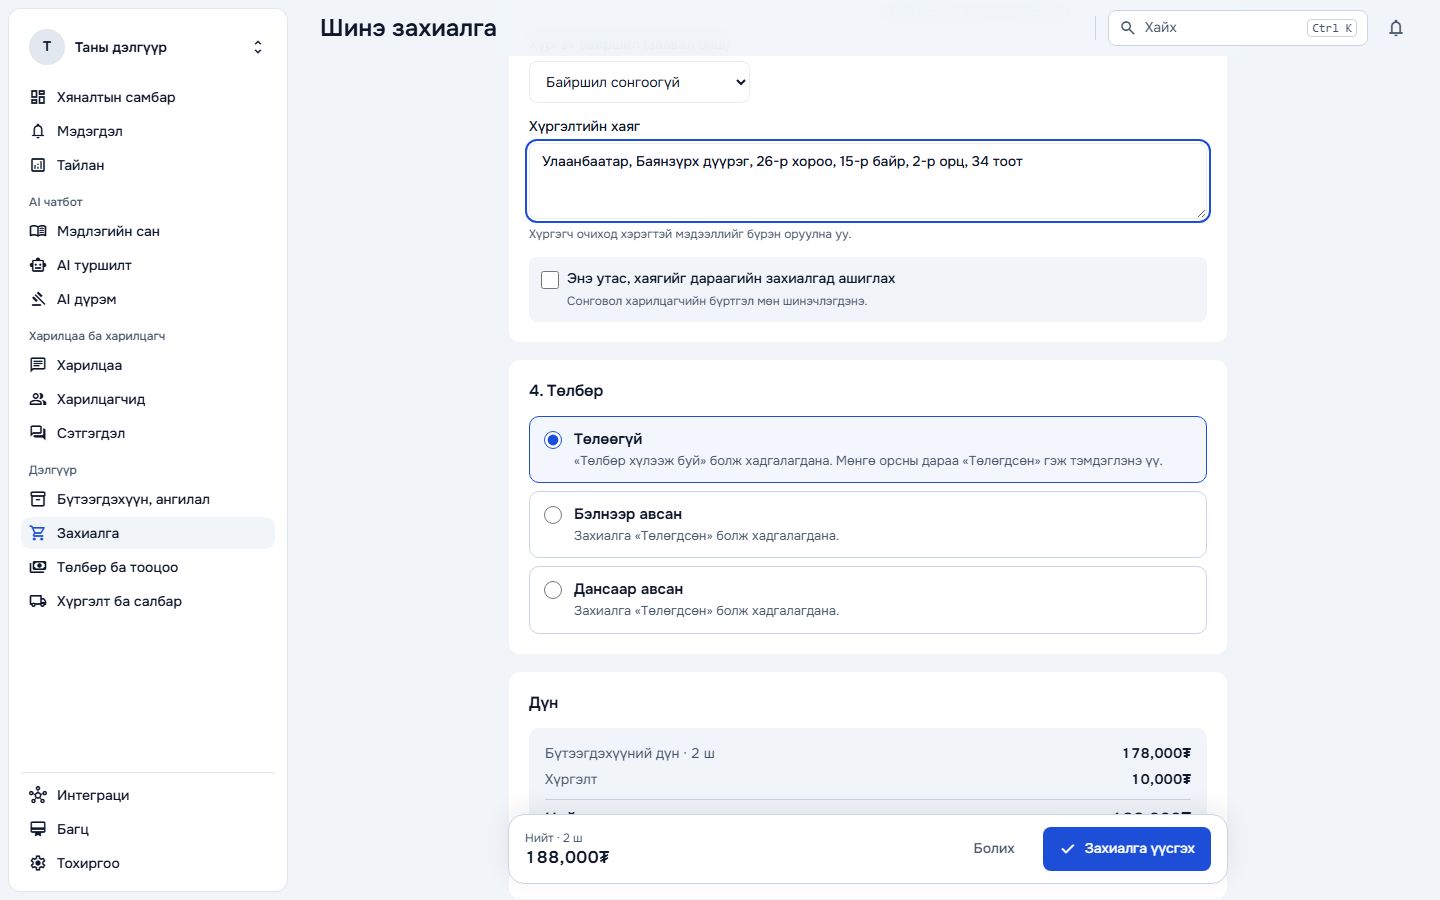 Т
Таны дэлгүүр
Хяналтын самбар
Мэдэгдэл
Тайлан
AI чатбот
Мэдлэгийн сан
AI туршилт
AI дүрэм
Харилцаа ба харилцагч
Харилцаа
Харилцагчид
Сэтгэгдэл
Дэлгүүр
Бүтээгдэхүүн, ангилал
Захиалга
Төлбөр ба тооцоо
Хүргэлт ба салбар
Интеграци
Багц
Тохиргоо
Шинэ захиалга
Хайх
Ctrl K
Байршил сонгоогүй
Хүргэлтийн хаяг
Улаанбаатар, Баянзүрх дүүрэг, 26-р хороо, 15-р байр, 2-р орц, 34 тоот
Хүргэгч очиход хэрэгтэй мэдээллийг бүрэн оруулна уу.
Энэ утас, хаягийг дараагийн захиалгад ашиглах
Сонговол харилцагчийн бүртгэл мөн шинэчлэгдэнэ.
4. Төлбөр
Төлөөгүй
«Төлбөр хүлээж буй» болж хадгалагдана. Мөнгө орсны дараа «Төлөгдсөн» гэж тэмдэглэнэ үү.
Бэлнээр авсан
Захиалга «Төлөгдсөн» болж хадгалагдана.
Дансаар авсан
Захиалга «Төлөгдсөн» болж хадгалагдана.
Дүн
Бүтээгдэхүүний дүн · 2 ш
178,000₮
Хүргэлт
10,000₮
Нийт · 2 ш
188,000₮
Болих
Захиалга үүсгэх